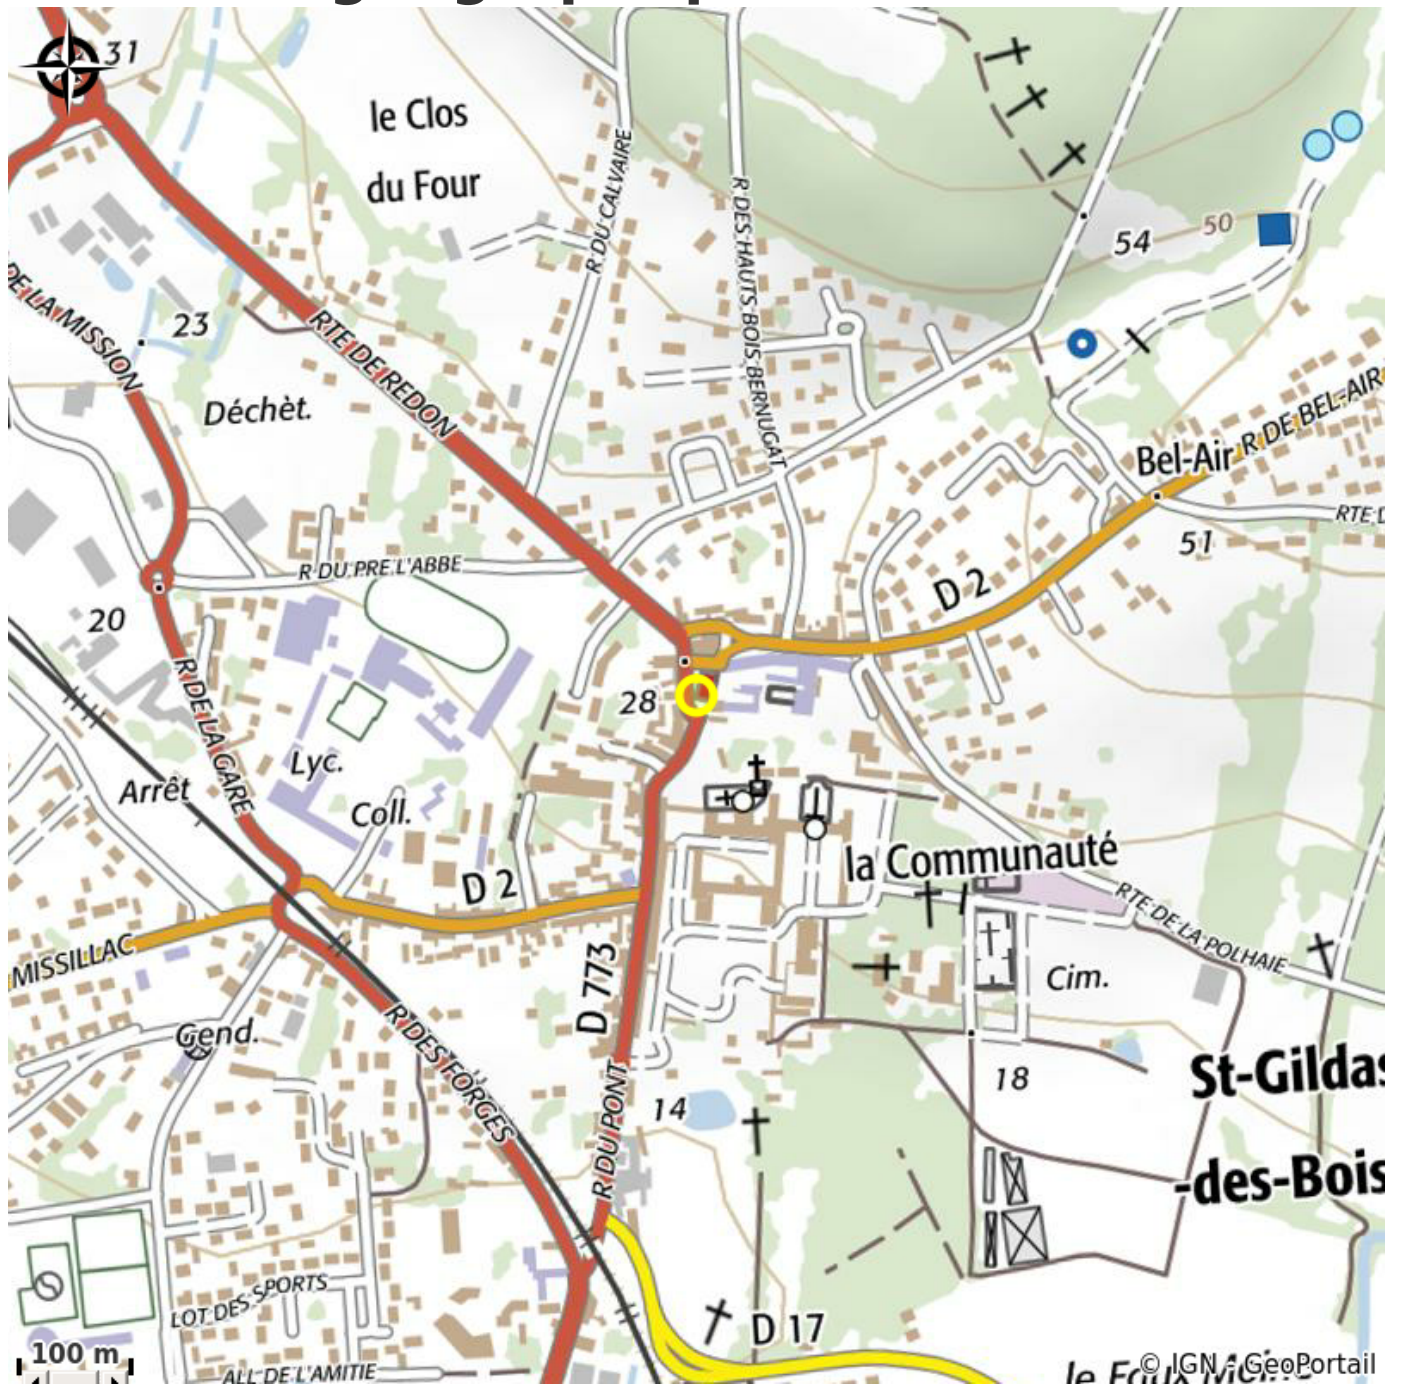 31
le Clos
du Four
R DU CALVAIRE
R DES HAUTS BOIS BERNUGAT
54
50
DE LA MISSION
23
RTE DE REDON
Déchèt.
Bel-Air
R DE BEL-AIR
51
R DU PRE L'ABBE
D 2
20
R DE LA GARE
28
Lyc.
Arrêt
Coll.
la Communauté
D 2
RTE DE LA POLHAIE
MISSILLAC
D 773
Cim.
Gend.
R DES FORGES
18
St-Gildas
-des-Bois
14
R DU PONT
LOT DES SPORTS
D 17
100 m
ALL DE L'AMITIE
© IGN - GeoPortail